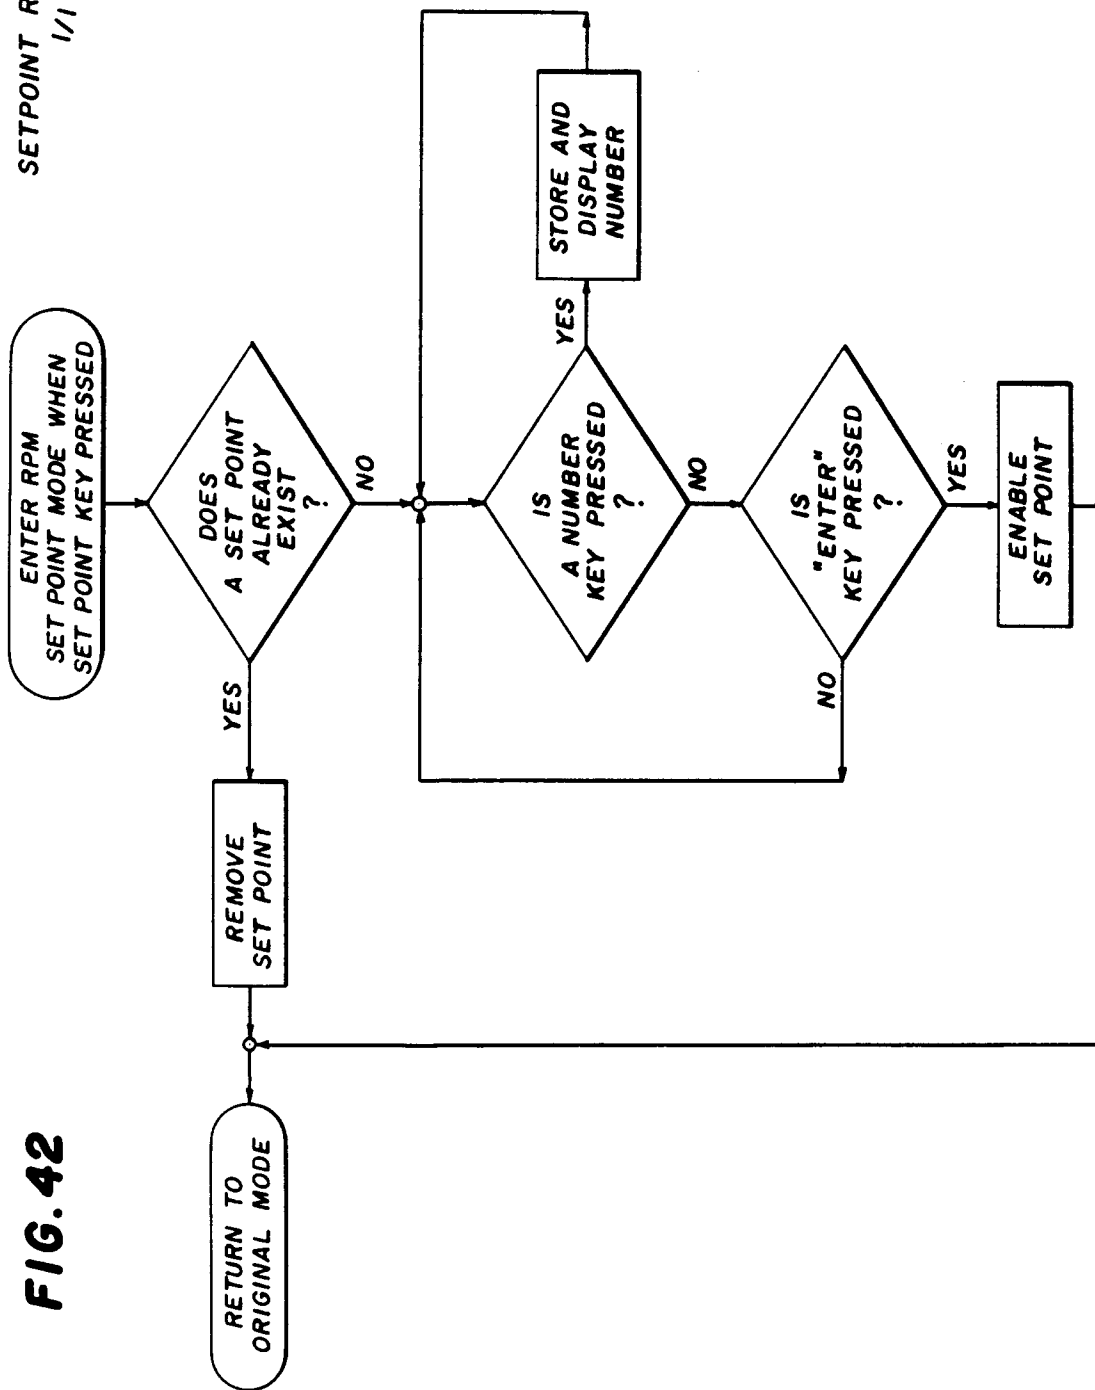 FIG. 42
SETPOINT
1/1
ENTER RPM
SET POINT MODE WHEN
SET POINT KEY PRESSED
DOES
A SET POINT
ALREADY
EXIST
?
YES
NO
REMOVE
SET POINT
RETURN TO
ORIGINAL MODE
IS
A NUMBER
KEY PRESSED
?
YES
NO
STORE AND
DISPLAY
NUMBER
IS
"ENTER"
KEY PRESSED
?
NO
YES
ENABLE
SET POINT